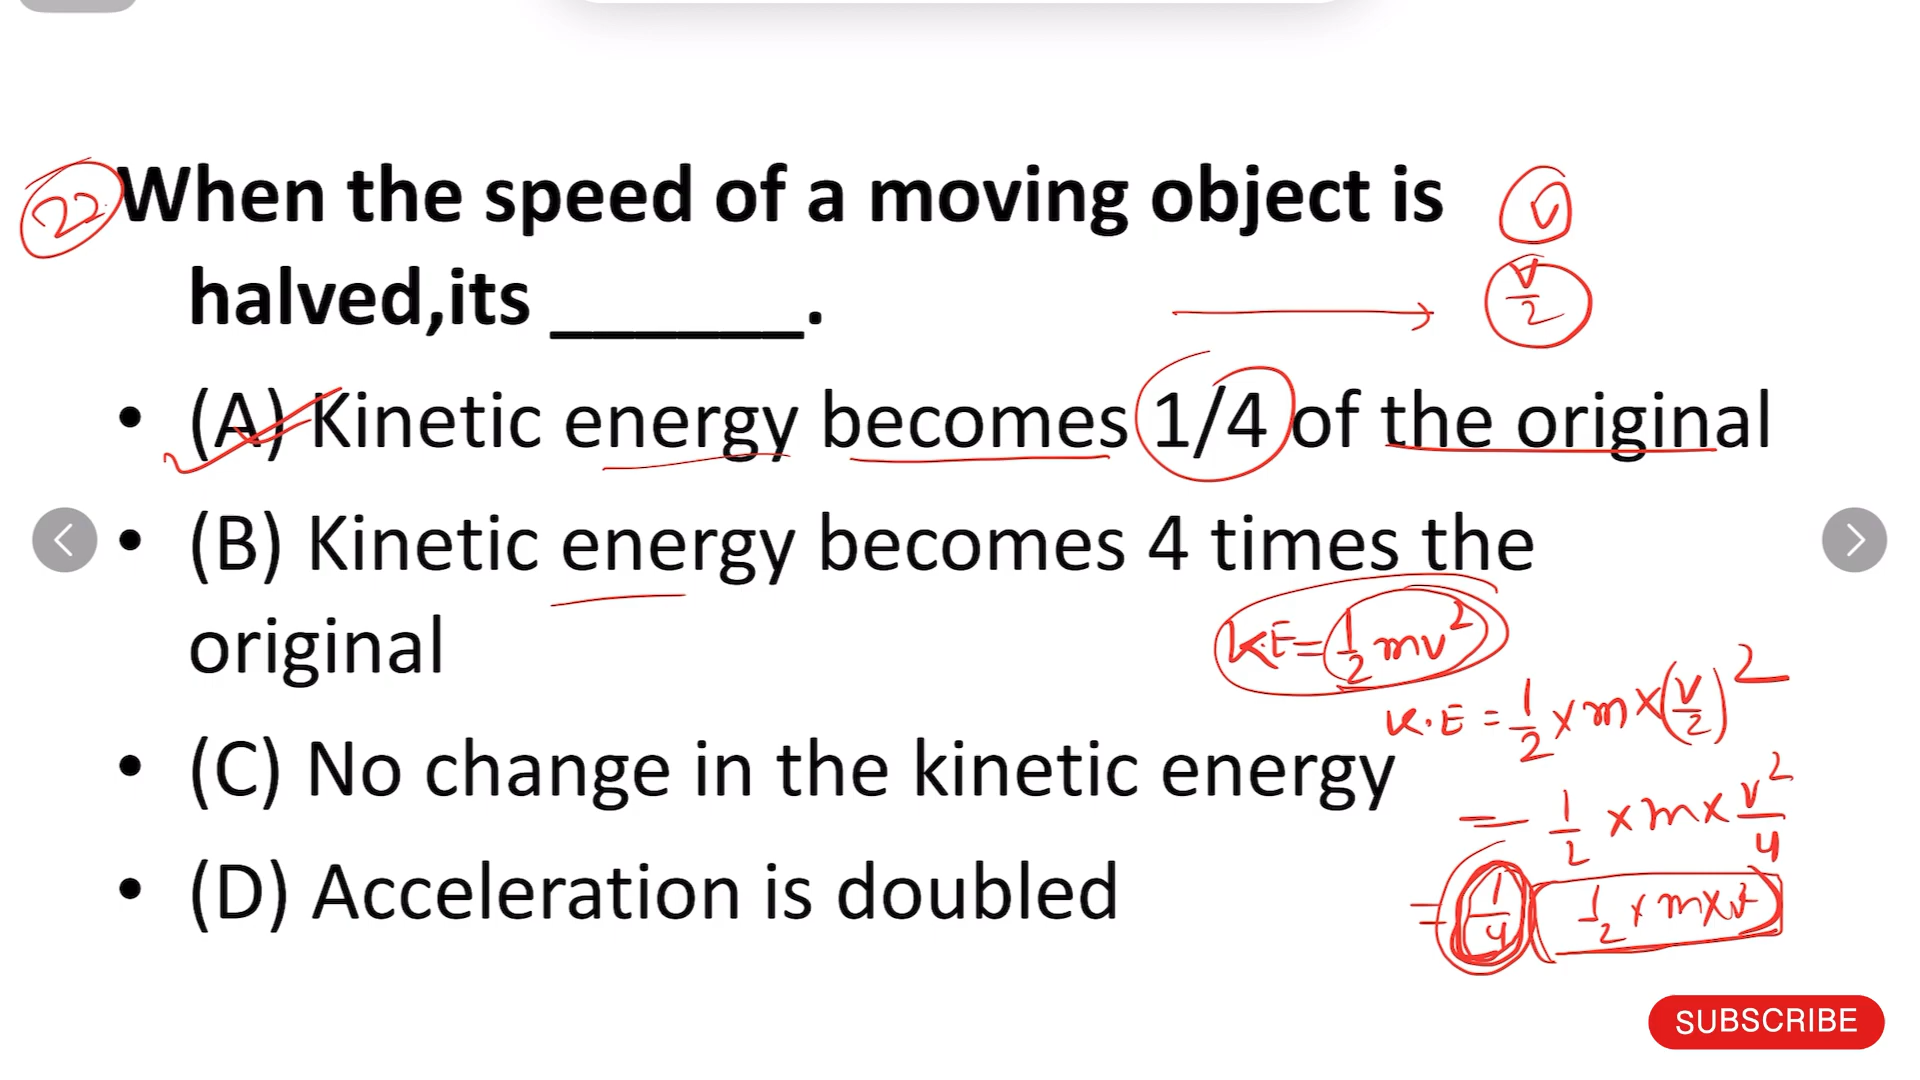 22 When the speed of a moving object is
v
halved,its ______.
v/2
• (A) Kinetic energy becomes 1/4 of the original
• (B) Kinetic energy becomes 4 times the
original
K.E = 1/2 mv²
K.E = 1/2 × m × (v/2)²
• (C) No change in the kinetic energy
= 1/2 × m × v²/4
• (D) Acceleration is doubled
= 1/4 (1/2 × m × v²)
SUBSCRIBE